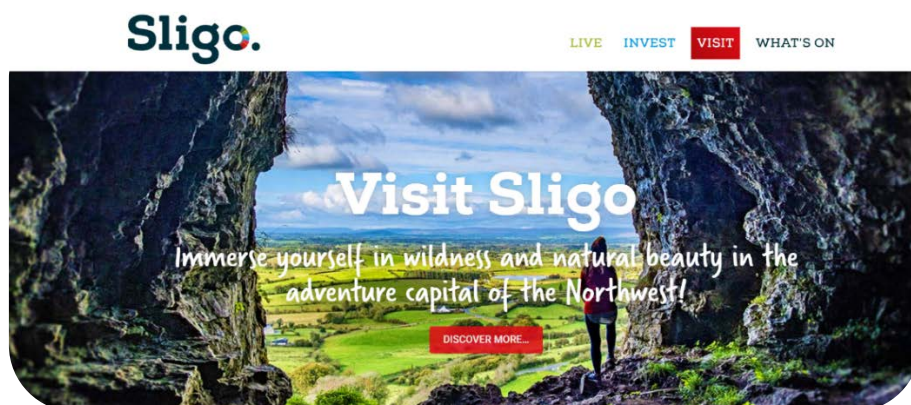 Sligo.
LIVE INVEST VISIT WHAT'S ON
Visit Sligo
Immerse yourself in wildness and natural beauty in the
adventure capital of the Northwest!
DISCOVER MORE...